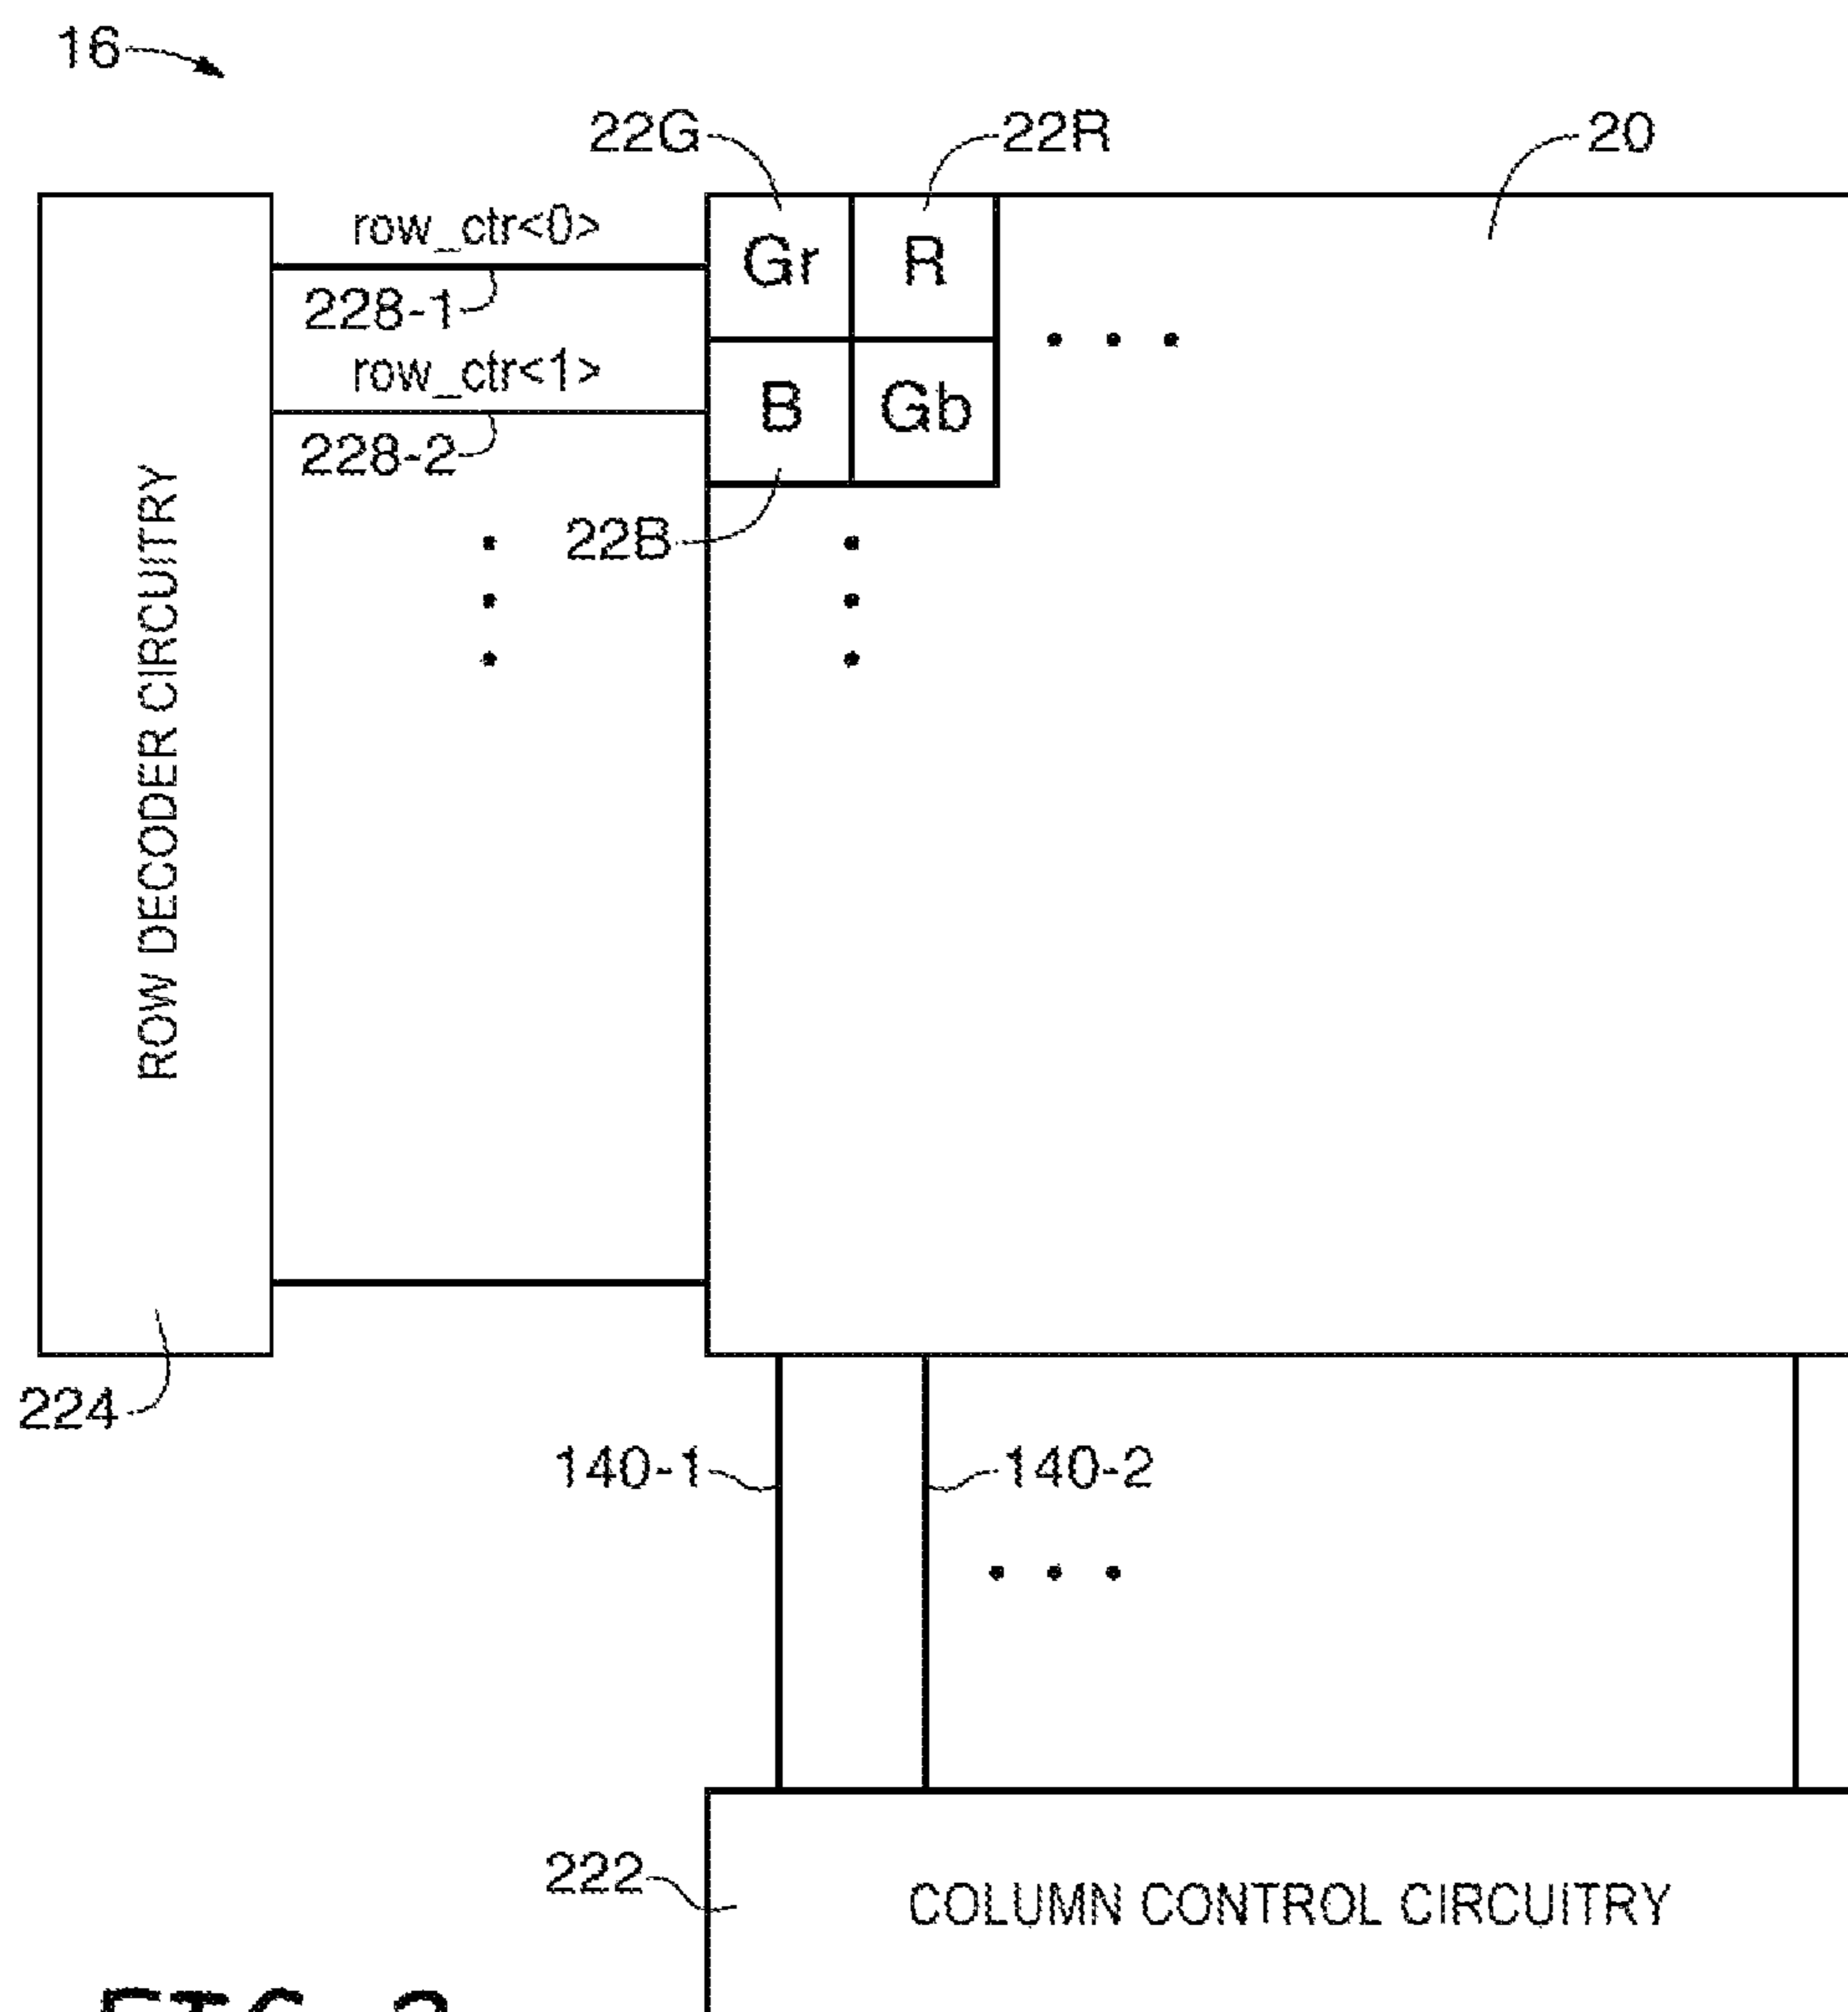 16
22G
22R
20
row_ctr<0>
Gr
R
228-1
row_ctr<1>
B
Gb
228-2
22B
ROW DECODER CIRCUITRY
224
140-1
140-2
222
COLUMN CONTROL CIRCUITRY